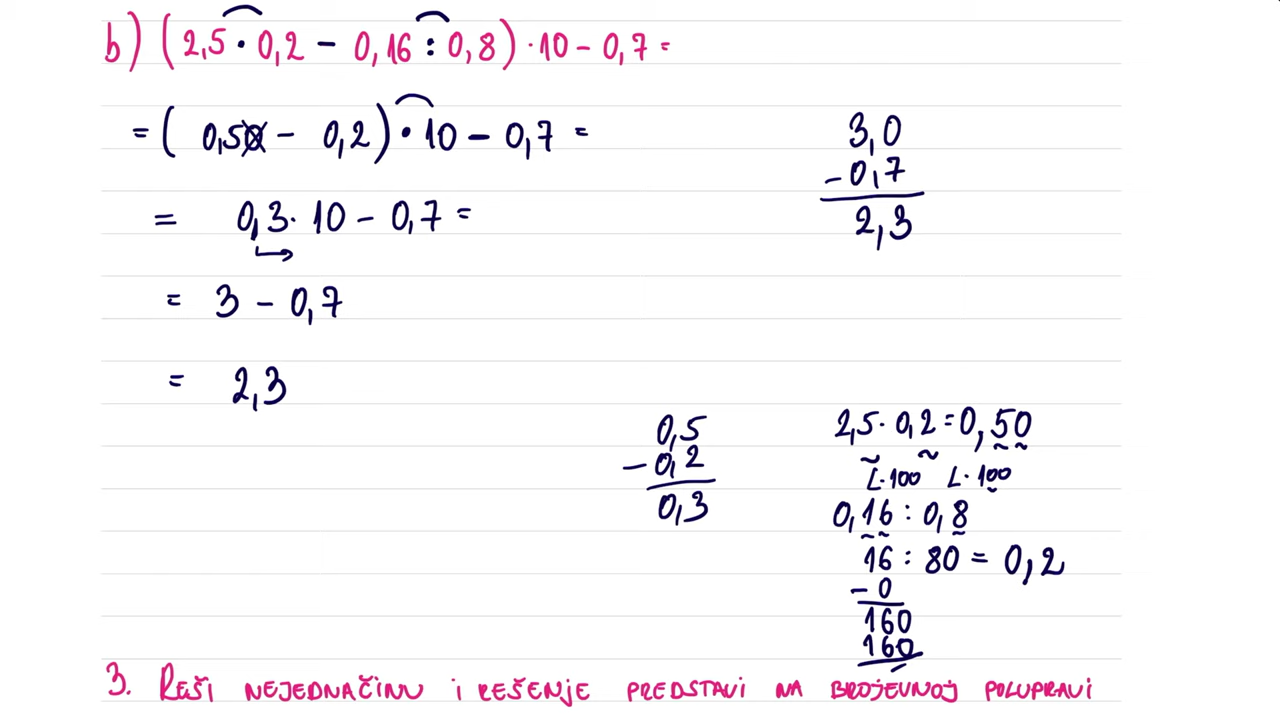 b) (2,5 · 0,2 − 0,16 : 0,8) · 10 − 0,7 =
= ( 0,50 − 0,2) · 10 − 0,7 =
= 0,3 · 10 − 0,7 =
= 3 − 0,7
= 2,3
3,0
−0,7
2,3
0,5
−0,2
0,3
2,5 · 0,2 = 0,50
L·100 L·100
0,16 : 0,8
16 : 80 = 0,2
−0
160
160
3. REŠI NEJEDNAČINU I REŠENJE PREDSTAVI NA BROJEVNOJ POLUPRAVI